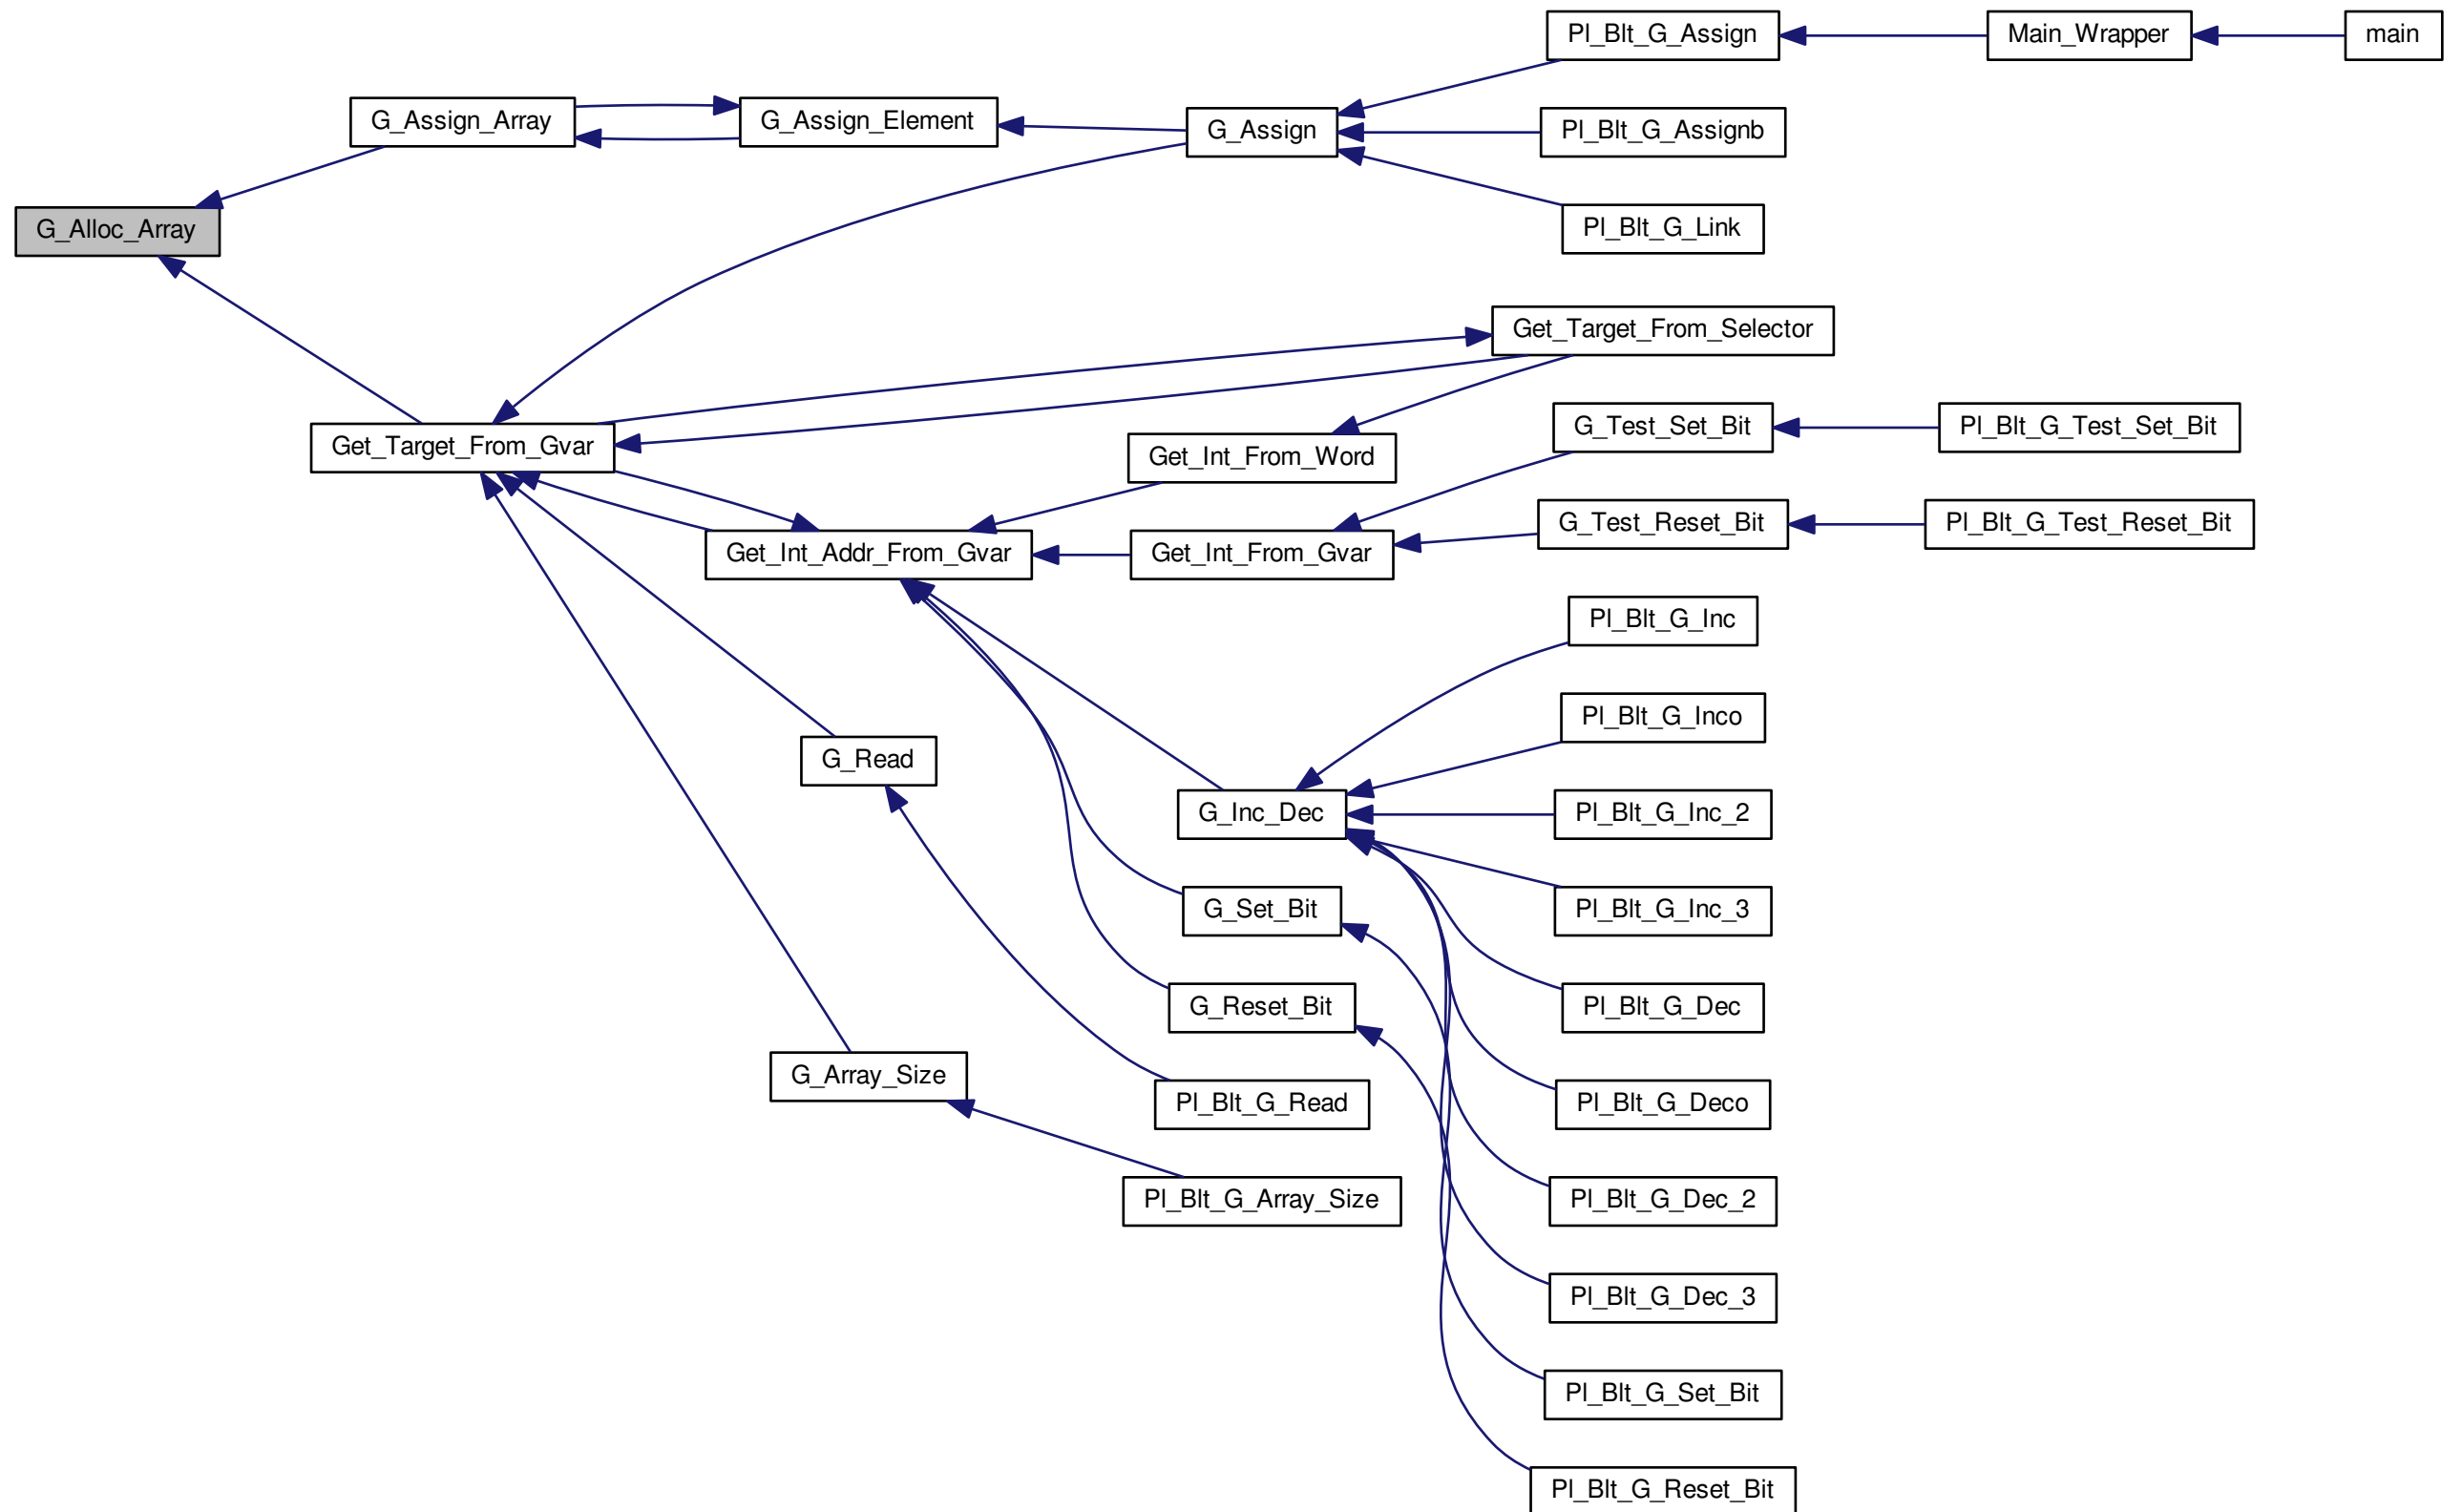 Pl_Blt_G_Assign
Main_Wrapper
main
G_Assign_Array
G_Assign_Element
G_Assign
Pl_Blt_G_Assignb
Pl_Blt_G_Link
G_Alloc_Array
Get_Target_From_Selector
Get_Target_From_Gvar
Get_Int_From_Word
G_Test_Set_Bit
Pl_Blt_G_Test_Set_Bit
Get_Int_Addr_From_Gvar
Get_Int_From_Gvar
G_Test_Reset_Bit
Pl_Blt_G_Test_Reset_Bit
Pl_Blt_G_Inc
Pl_Blt_G_Inco
G_Read
G_Inc_Dec
Pl_Blt_G_Inc_2
Pl_Blt_G_Inc_3
G_Set_Bit
Pl_Blt_G_Dec
G_Reset_Bit
G_Array_Size
Pl_Blt_G_Read
Pl_Blt_G_Deco
Pl_Blt_G_Array_Size
Pl_Blt_G_Dec_2
Pl_Blt_G_Dec_3
Pl_Blt_G_Set_Bit
Pl_Blt_G_Reset_Bit